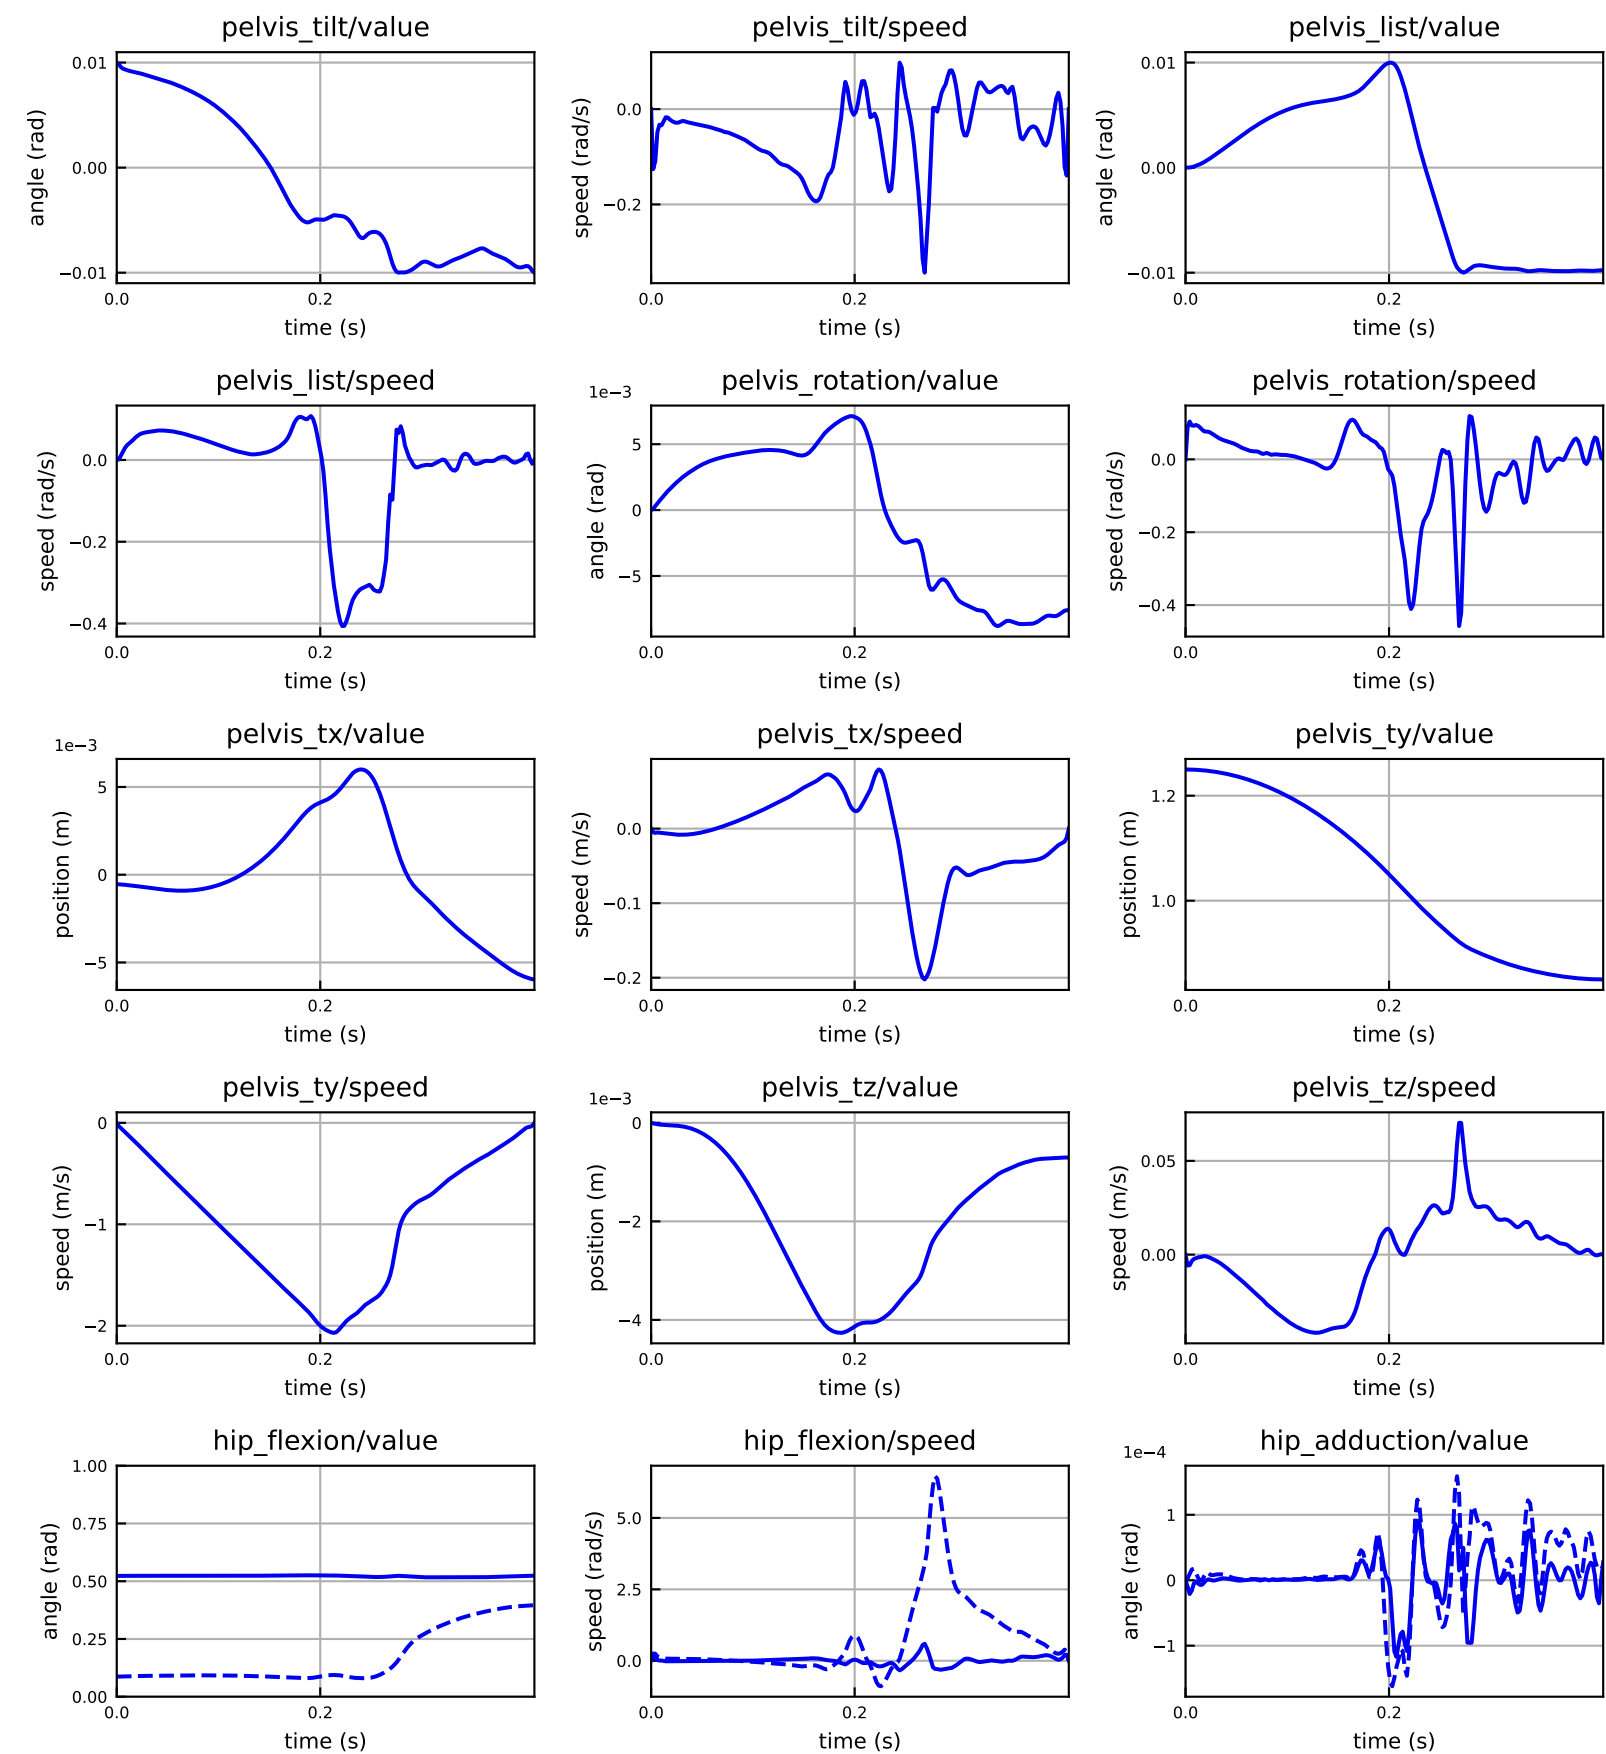 pelvis_tilt/value
pelvis_tilt/speed
pelvis_list/value
0.01
0.00
−0.01
angle (rad)
0.0
0.2
time (s)
0.0
−0.2
speed (rad/s)
0.0
0.2
time (s)
0.01
0.00
−0.01
angle (rad)
0.0
0.2
time (s)
pelvis_list/speed
pelvis_rotation/value
pelvis_rotation/speed
0.0
−0.2
−0.4
speed (rad/s)
0.0
0.2
time (s)
1e−3
5
0
−5
angle (rad)
0.0
0.2
time (s)
0.0
−0.2
−0.4
speed (rad/s)
0.0
0.2
time (s)
pelvis_tx/value
pelvis_tx/speed
pelvis_ty/value
1e−3
5
0
−5
position (m)
0.0
0.2
time (s)
0.0
−0.1
−0.2
speed (m/s)
0.0
0.2
time (s)
1.2
1.0
position (m)
0.0
0.2
time (s)
pelvis_ty/speed
pelvis_tz/value
pelvis_tz/speed
0
−1
−2
speed (m/s)
0.0
0.2
time (s)
1e−3
0
−2
−4
position (m)
0.0
0.2
time (s)
0.05
0.00
speed (m/s)
0.0
0.2
time (s)
hip_flexion/value
hip_flexion/speed
hip_adduction/value
1.00
0.75
0.50
0.25
0.00
angle (rad)
0.0
0.2
time (s)
5.0
2.5
0.0
speed (rad/s)
0.0
0.2
time (s)
1e−4
1
0
−1
angle (rad)
0.0
0.2
time (s)